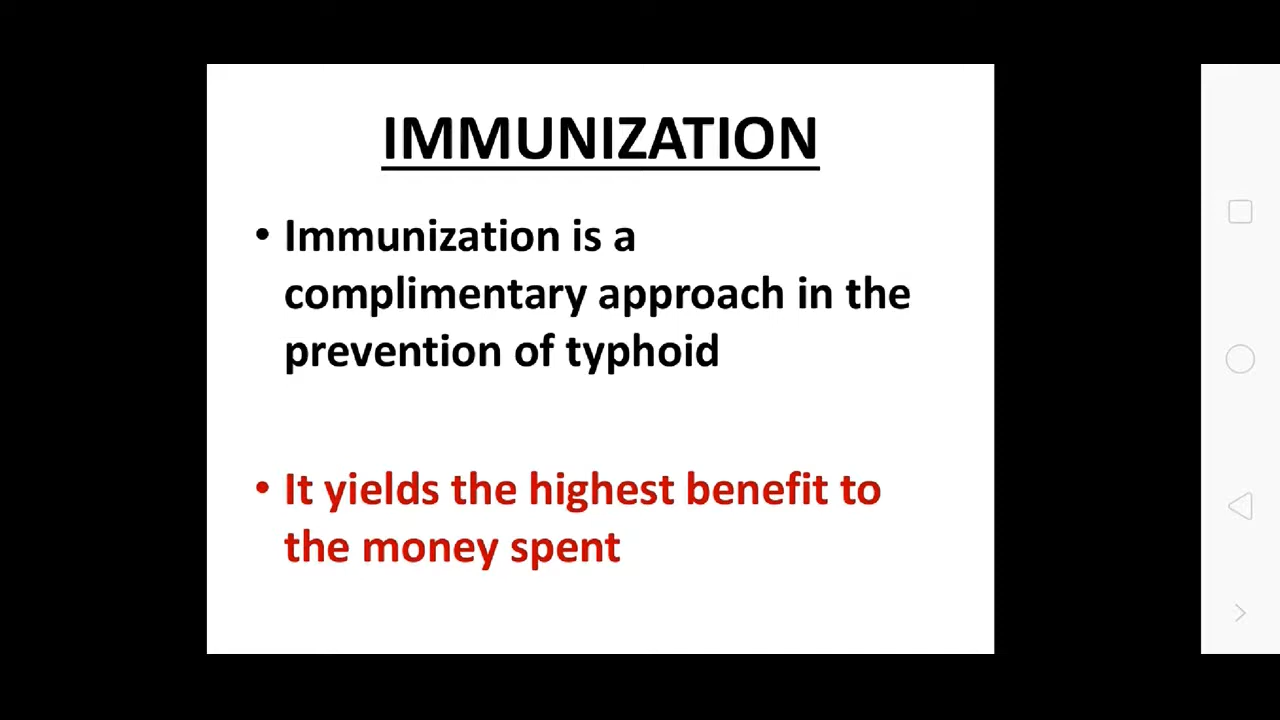 IMMUNIZATION
• Immunization is a
complimentary approach in the
prevention of typhoid
• It yields the highest benefit to
the money spent